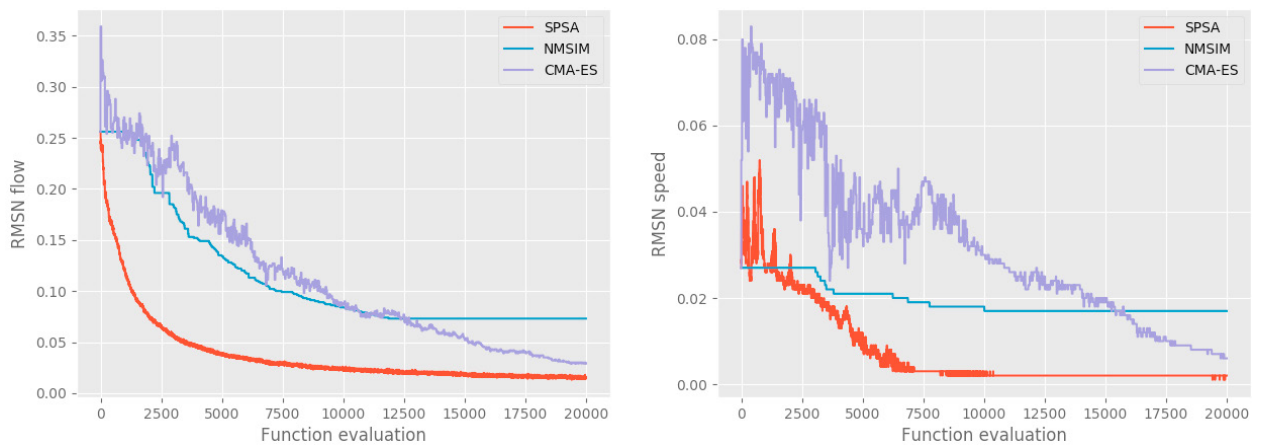 0.35
0.30
0.25
0.20
0.15
0.10
0.05
0.00
RMSN flow
SPSA
NMSIM
CMA-ES
0 2500 5000 7500 10000 12500 15000 17500 20000
Function evaluation
0.08
0.06
0.04
0.02
0.00
RMSN speed
SPSA
NMSIM
CMA-ES
0 2500 5000 7500 10000 12500 15000 17500 20000
Function evaluation